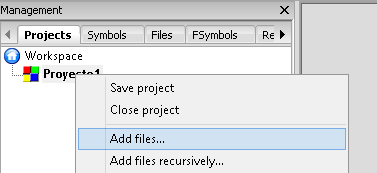 Management
Projects Symbols Files FSymbols Re
Workspace
Proyecto1
Save project
Close project
Add files...
Add files recursively...